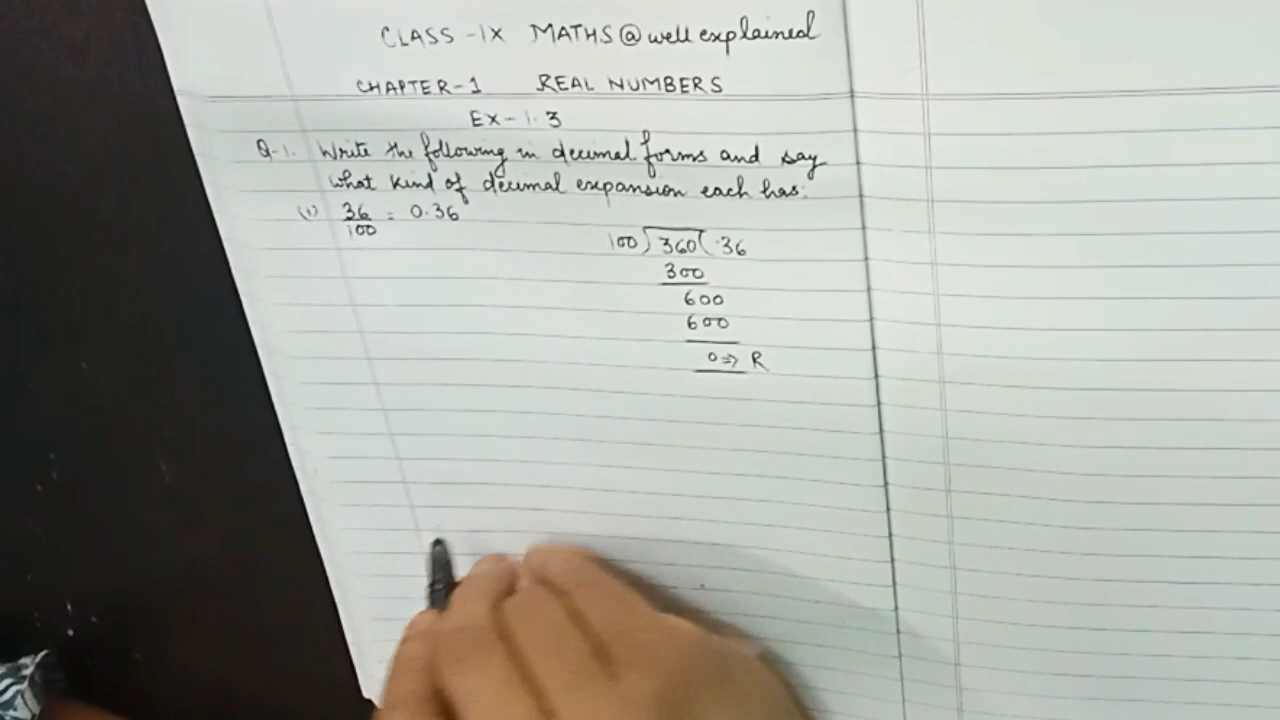 CLASS-IX MATHS@well explained
CHAPTER-1 REAL NUMBERS
EX-1.3
Q-1. Write the following in decimal forms and say
what kind of decimal expansion each has:
(i) 36/100 = 0.36
100)360(.36
300
600
600
0⇒ R